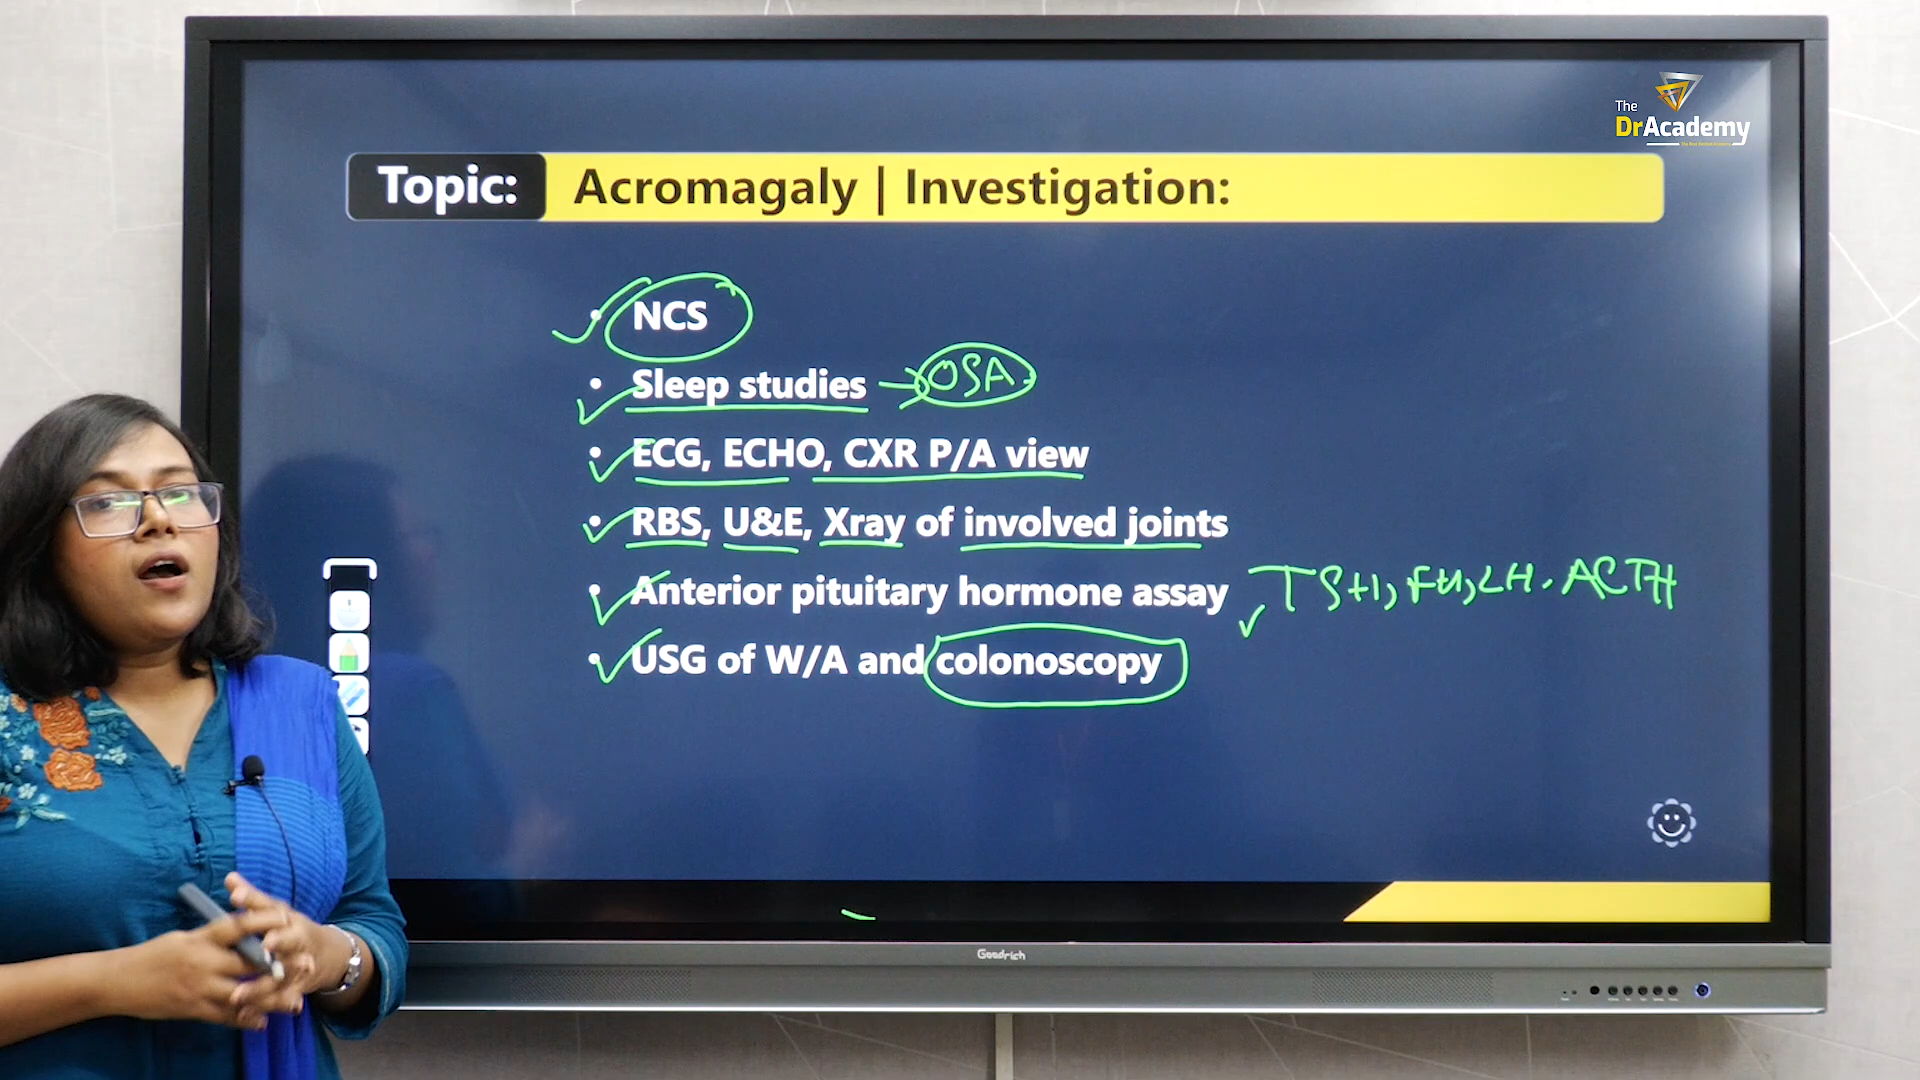 The
DrAcademy
Topic: Acromagaly | Investigation:
• NCS
• Sleep studies OSA
• ECG, ECHO, CXR P/A view
• RBS, U&E, Xray of involved joints
• Anterior pituitary hormone assay TSH, FH, LH, ACTH
• USG of W/A and colonoscopy
Goodrich